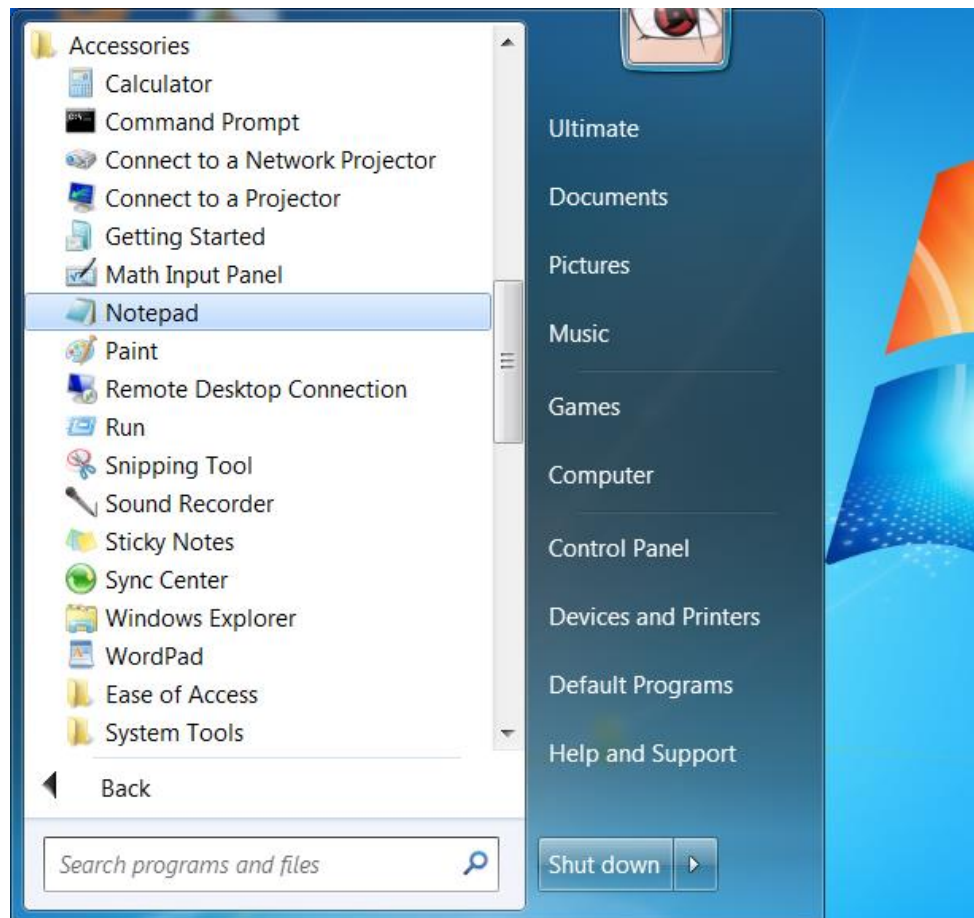 Accessories
Calculator
Command Prompt
Connect to a Network Projector
Connect to a Projector
Getting Started
Math Input Panel
Notepad
Paint
Remote Desktop Connection
Run
Snipping Tool
Sound Recorder
Sticky Notes
Sync Center
Windows Explorer
WordPad
Ease of Access
System Tools
Back
Search programs and files
Ultimate
Documents
Pictures
Music
Games
Computer
Control Panel
Devices and Printers
Default Programs
Help and Support
Shut down